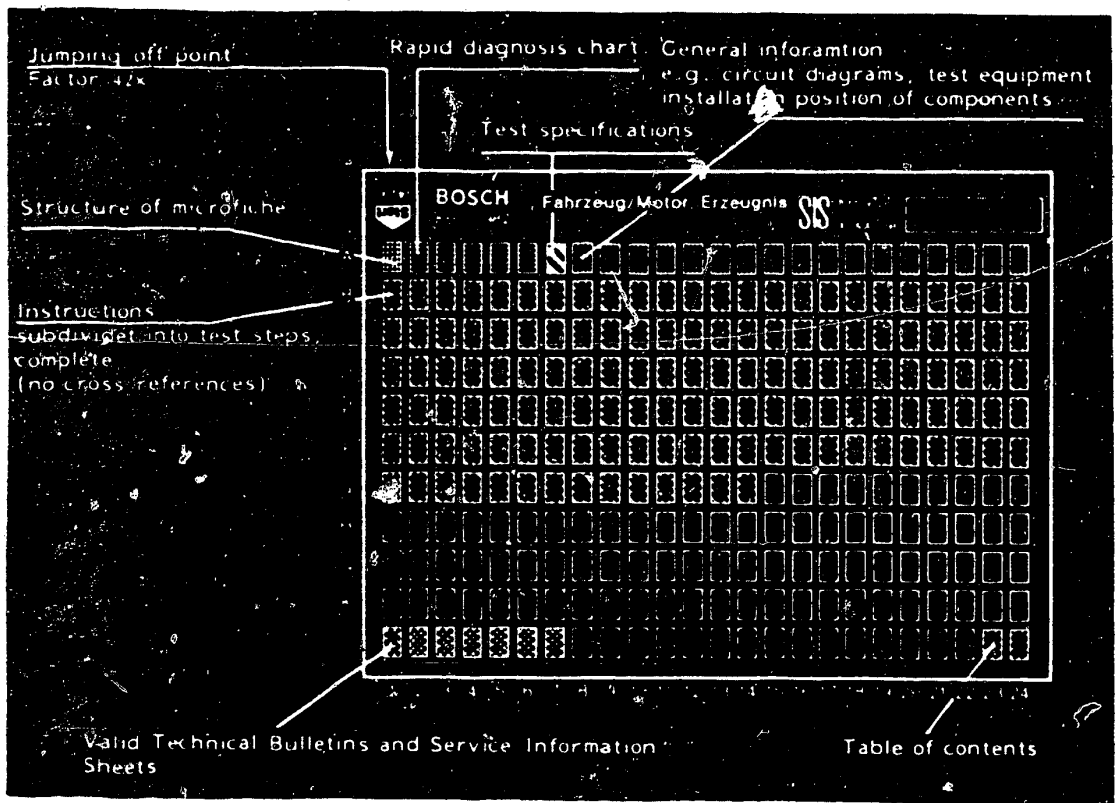 Jumping off point
Factor 42x
Rapid diagnosis chart
General inforamtion
e.g. circuit diagrams, test equipment
installation position of components
Test specifications
Structure of microfiche
BOSCH
Fahrzeug/Motor Erzeugnis
SIS
Instructions
subdivided into test steps,
complete
(no cross references)
Valid Technical Bulletins and Service Information
Sheets
Table of contents